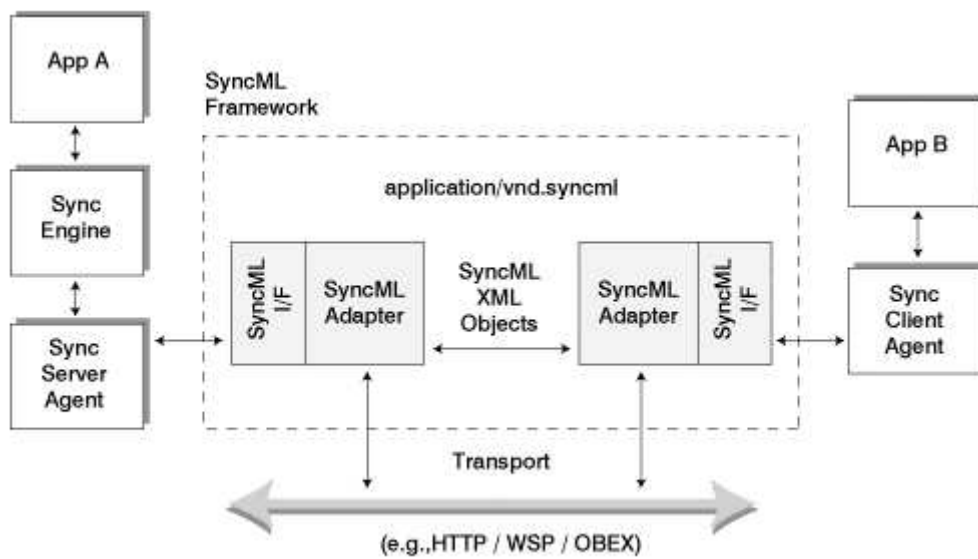 App A
SyncML
Framework
App B
application/vnd.syncml
Sync
Engine
SyncML
I/F
SyncML
Adapter
SyncML
XML
Objects
SyncML
Adapter
SyncML
I/F
Sync
Client
Agent
Sync
Server
Agent
Transport
(e.g.,HTTP / WSP / OBEX)